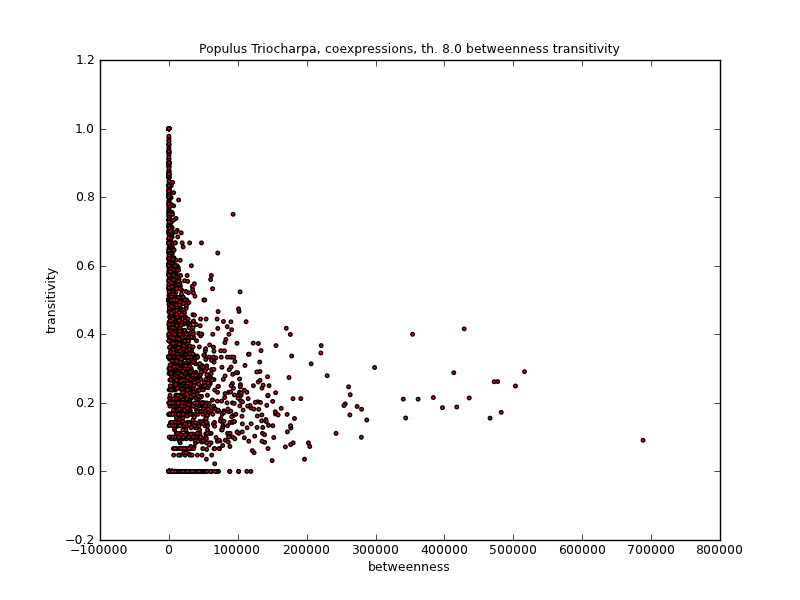 Populus Triocharpa, coexpressions, th. 8.0 betweenness transitivity
1.2
1.0
0.8
0.6
0.4
0.2
0.0
−0.2
transitivity
−100000 0 100000 200000 300000 400000 500000 600000 700000 800000
betweenness